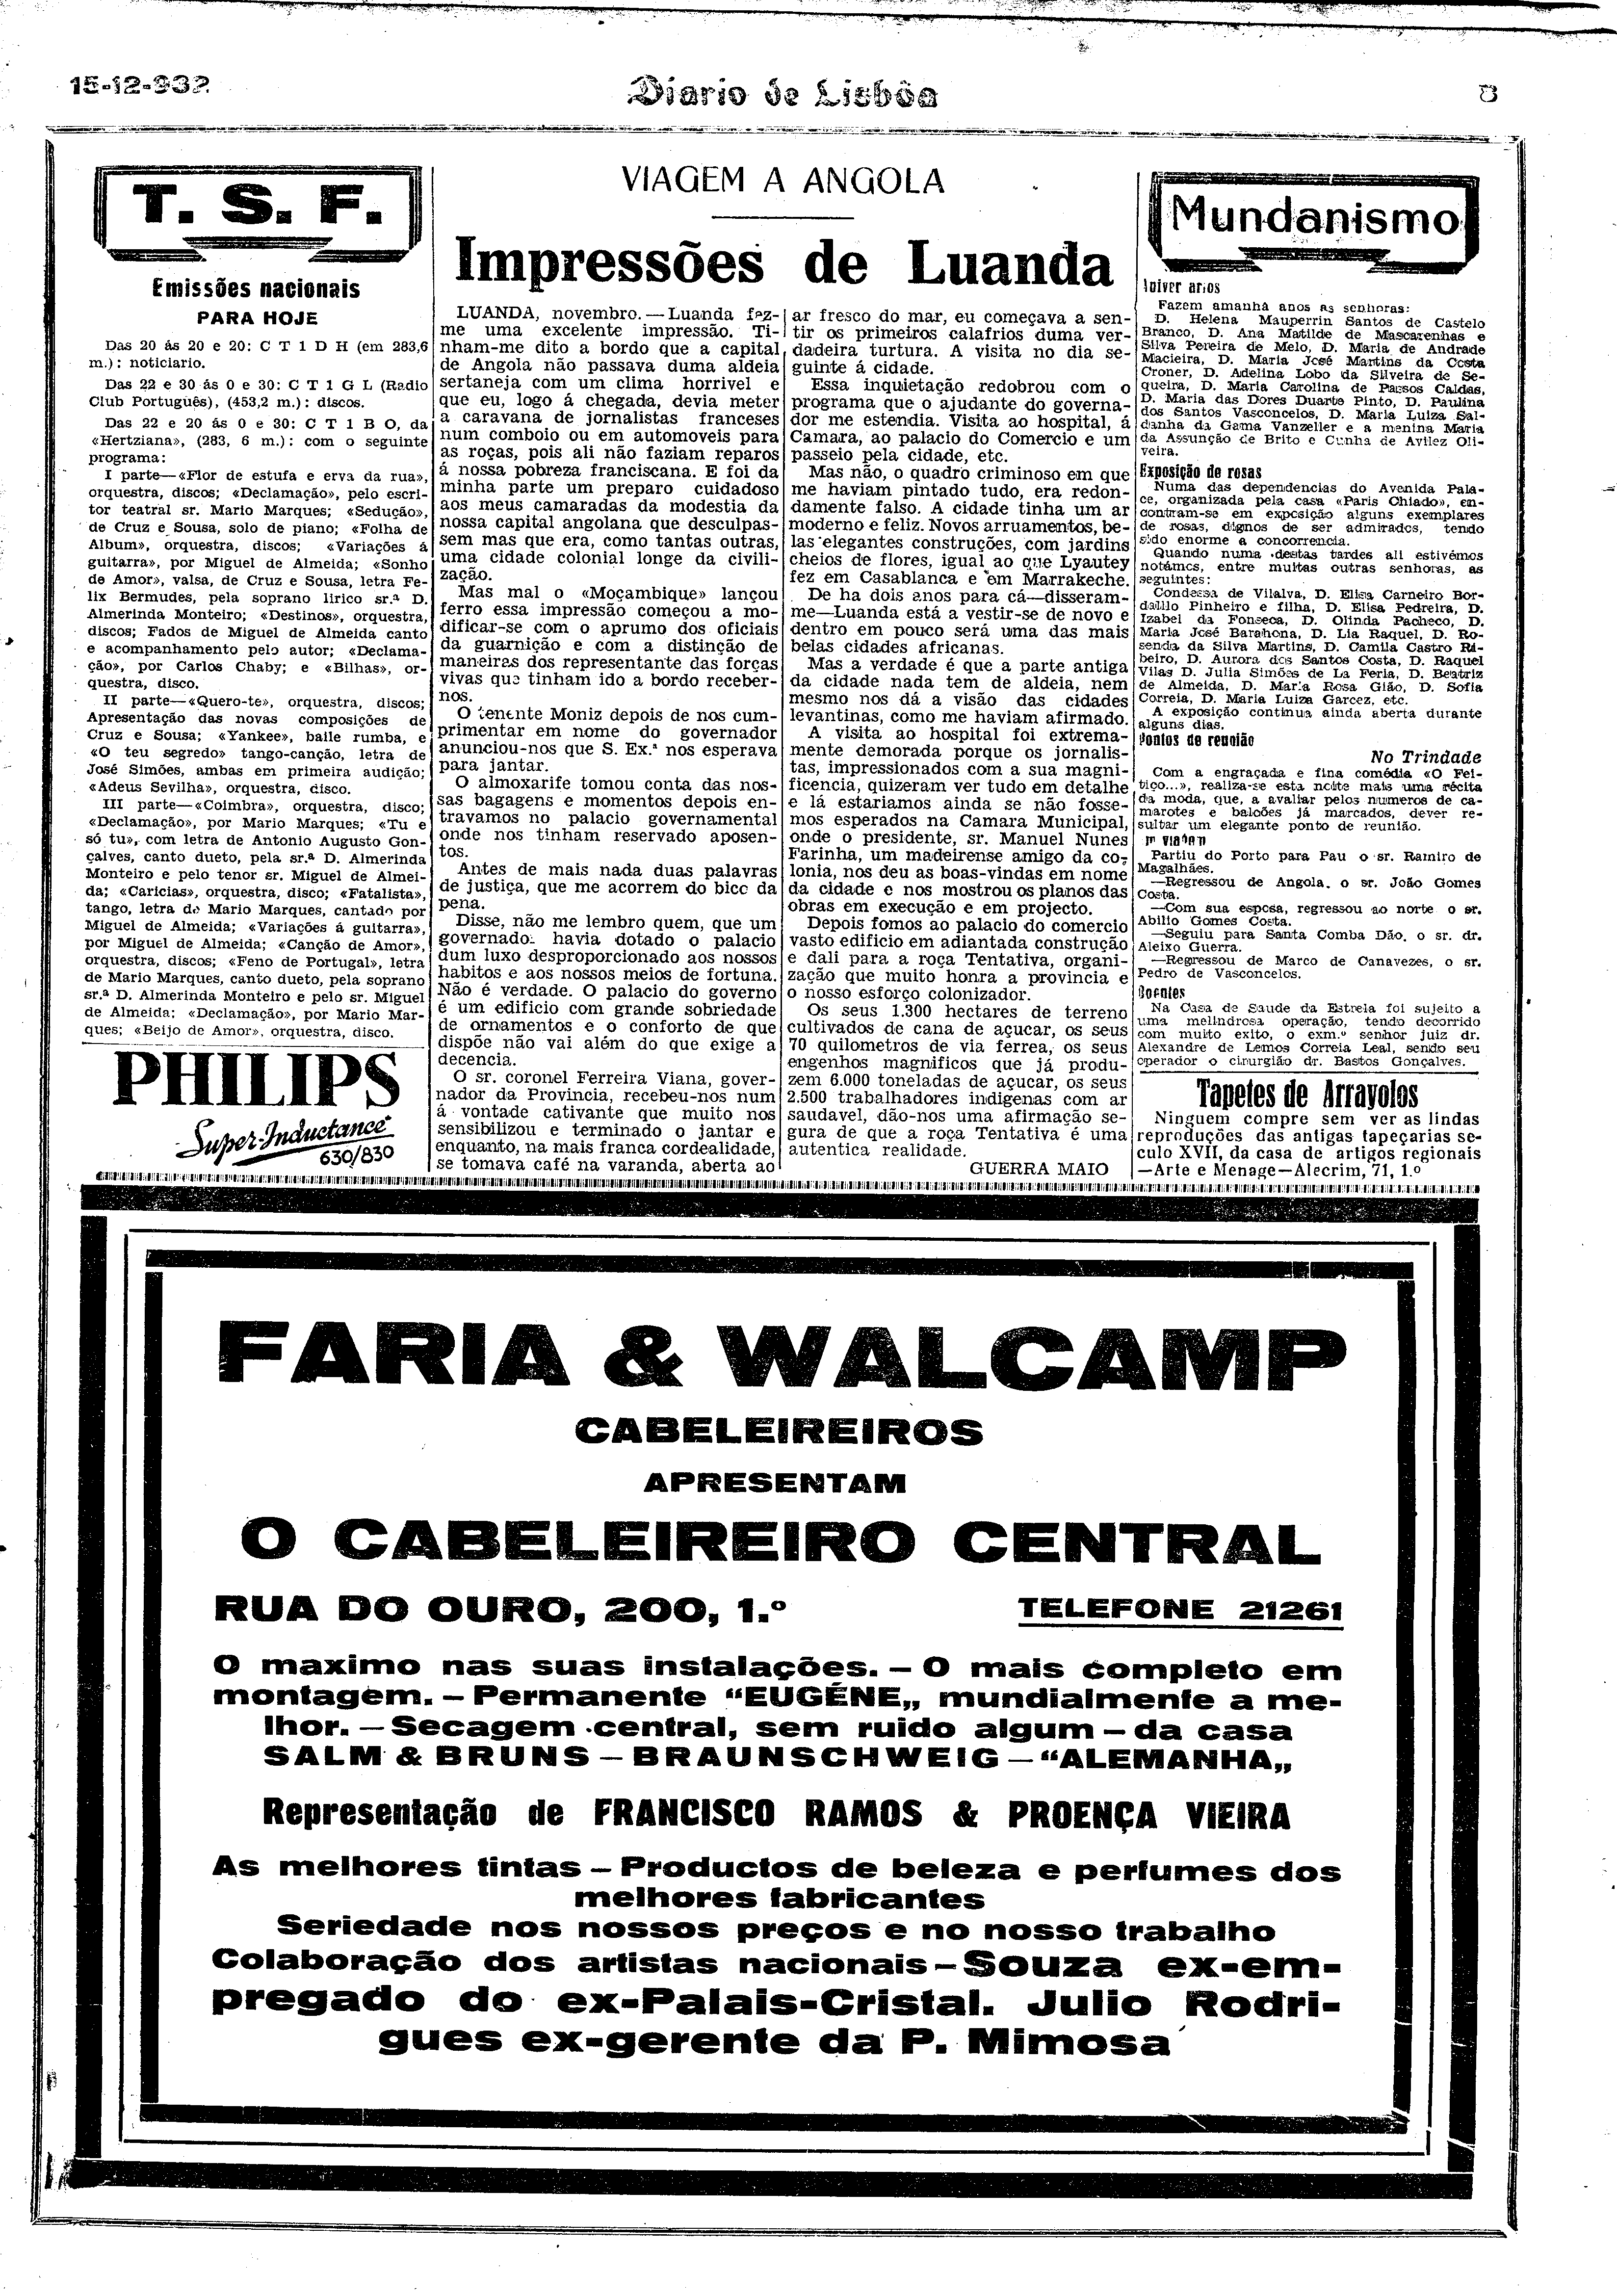 15-12-932
Diario de Lisbôa
T. S. F.
Emissões nacionais
PARA HOJE
Das 20 ás 20 e 20: C T 1 D H (em 283,6
m.): noticiario.
Das 22 e 30 ás 0 e 30: C T 1 G L (Radio
Club Português), (453,2 m.): discos.
Das 22 e 20 ás 0 e 30: C T 1 B O, da
«Hertziana», (283, 6 m.): com o seguinte
programa:
I parte—«Flor de estufa e erva da rua»,
orquestra, discos; «Declamação», pelo escri-
tor teatral sr. Mario Marques; «Sedução»,
de Cruz e Sousa, solo de piano; «Folha de
Album», orquestra, discos; «Variações á
guitarra», por Miguel de Almeida; «Sonho
de Amor», valsa, de Cruz e Sousa, letra Fe-
lix Bermudes, pela soprano lirico sr.ª D.
Almerinda Monteiro; «Destinos», orquestra,
discos; Fados de Miguel de Almeida canto
e acompanhamento pelo autor; «Declama-
ção», por Carlos Chaby; e «Bilhas», or-
questra, disco.
II parte—«Quero-te», orquestra, discos;
Apresentação das novas composições de
Cruz e Sousa; «Yankee», baile rumba, e
«O teu segredo» tango-canção, letra de
José Simões, ambas em primeira audição;
«Adeus Sevilha», orquestra, disco.
III parte—«Coimbra», orquestra, disco;
«Declamação», por Mario Marques; «Tu e
só tu», com letra de Antonio Augusto Gon-
çalves, canto dueto, pela sr.ª D. Almerinda
Monteiro e pelo tenor sr. Miguel de Almei-
da; «Caricias», orquestra, disco; «Fatalista»,
tango, letra de Mario Marques, cantado por
Miguel de Almeida; «Variações á guitarra»,
por Miguel de Almeida; «Canção de Amor»,
orquestra, discos; «Feno de Portugal», letra
de Mario Marques, canto dueto, pela soprano
sr.ª D. Almerinda Monteiro e pelo sr. Miguel
de Almeida; «Declamação», por Mario Mar-
ques; «Beijo de Amor», orquestra, disco.
PHILIPS
Super-Inductance
630/830
VIAGEM A ANGOLA
Impressões de Luanda
LUANDA, novembro.—Luanda fez-
me uma excelente impressão. Ti-
nham-me dito a bordo que a capital
de Angola não passava duma aldeia
sertaneja com um clima horrivel e
que eu, logo á chegada, devia meter
a caravana de jornalistas franceses
num comboio ou em automoveis para
as roças, pois ali não faziam reparos
á nossa pobreza franciscana. E foi da
minha parte um preparo cuidadoso
aos meus camaradas da modestia da
nossa capital angolana que desculpas-
sem mas que era, como tantas outras,
uma cidade colonial longe da civili-
zação.
Mas mal o «Moçambique» lançou
ferro essa impressão começou a mo-
dificar-se com o aprumo dos oficiais
da guarnição e com a distinção de
maneiras dos representante das forças
vivas que tinham ido a bordo receber-
nos.
O tenente Moniz depois de nos cum-
primentar em nome do governador
anunciou-nos que S. Ex.ª nos esperava
para jantar.
O almoxarife tomou conta das nos-
sas bagagens e momentos depois en-
travamos no palacio governamental
onde nos tinham reservado aposen-
tos.
Antes de mais nada duas palavras
de justiça, que me acorrem do bico da
pena.
Disse, não me lembro quem, que um
governador havia dotado o palacio
dum luxo desproporcionado aos nossos
habitos e aos nossos meios de fortuna.
Não é verdade. O palacio do governo
é um edificio com grande sobriedade
de ornamentos e o conforto de que
dispõe não vai além do que exige a
decencia.
O sr. coronel Ferreira Viana, gover-
nador da Provincia, recebeu-nos num
á vontade cativante que muito nos
sensibilizou e terminado o jantar e
enquanto, na mais franca cordealidade,
se tomava café na varanda, aberta ao
ar fresco do mar, eu começava a sen-
tir os primeiros calafrios duma ver-
dadeira turtura. A visita no dia se-
guinte á cidade.
Essa inquietação redobrou com o
programa que o ajudante do governa-
dor me estendia. Visita ao hospital, á
Camara, ao palacio do Comercio e um
passeio pela cidade, etc.
Mas não, o quadro criminoso em que
me haviam pintado tudo, era redon-
damente falso. A cidade tinha um ar
moderno e feliz. Novos arruamentos, be-
las elegantes construções, com jardins
cheios de flores, igual ao que Lyautey
fez em Casablanca e em Marrakeche.
De ha dois anos para cá—disseram-
me—Luanda está a vestir-se de novo e
dentro em pouco será uma das mais
belas cidades africanas.
Mas a verdade é que a parte antiga
da cidade nada tem de aldeia, nem
mesmo nos dá a visão das cidades
levantinas, como me haviam afirmado.
A visita ao hospital foi extrema-
mente demorada porque os jornalis-
tas, impressionados com a sua magni-
ficencia, quizeram ver tudo em detalhe
e lá estariamos ainda se não fosse-
mos esperados na Camara Municipal,
onde o presidente, sr. Manuel Nunes
Farinha, um madeirense amigo da co-
lonia, nos deu as boas-vindas em nome
da cidade e nos mostrou os planos das
obras em execução e em projecto.
Depois fomos ao palacio do comercio
vasto edificio em adiantada construção
e dali para a roça Tentativa, organi-
zação que muito honra a provincia e
o nosso esforço colonizador.
Os seus 1.300 hectares de terreno
cultivados de cana de açucar, os seus
70 quilometros de via ferrea, os seus
engenhos magnificos que já produ-
zem 6.000 toneladas de açucar, os seus
2.500 trabalhadores indigenas com ar
saudavel, dão-nos uma afirmação se-
gura de que a roça Tentativa é uma
autentica realidade.
GUERRA MAIO
Mundanismo
Fazem amanhã anos as senhoras:
D. Helena Mauperrin Santos de Castelo
Branco, D. Ana Matilde de Mascarenhas e
Silva Pereira de Melo, D. Maria de Andrade
Macieira, D. Maria José Martins da Costa
Croner, D. Adelina Lobo da Silveira de Se-
queira, D. Maria Carolina de Passos Caldas,
D. Maria das Dores Duarte Pinto, D. Paulina
dos Santos Vasconcelos, D. Maria Luiza Sal-
danha da Gama Vanzeller e a menina Maria
da Assunção de Brito e Cunha de Avilez Oli-
veira.
Exposição de rosas
Numa das dependencias do Avenida Pala-
ce, organizada pela casa «Paris Chiado», en-
contram-se em exposição alguns exemplares
de rosas, dignos de ser admirados, tendo
sido enorme a concorrencia.
Quando numa destas tardes ali estivémos
notámcs, entre muitas outras senhoras, as
seguintes:
Condessa de Vilalva, D. Elisa Carneiro Bor-
dallo Pinheiro e filha, D. Elisa Pedreira, D.
Izabel da Fonseca, D. Olinda Pacheco, D.
Maria José Barahona, D. Lia Raquel, D. Ro-
senda da Silva Martins, D. Camila Castro Ri-
beiro, D. Aurora dos Santos Costa, D. Raquel
Vilas D. Julia Simões de La Feria, D. Beatriz
de Almeida, D. Maria Rosa Gião, D. Sofia
Correia, D. Maria Luiza Garcez, etc.
A exposição continua ainda aberta durante
alguns dias.
Pontos de reunião
No Trindade
Com a engraçada e fina comédia «O Fei-
tiço...», realiza-se esta noite mais uma récita
da moda, que, a avaliar pelos numeros de ca-
marotes e balcões já marcados, dever re-
sultar um elegante ponto de reunião.
Partiu do Porto para Pau o sr. Ramiro de
Magalhães.
—Regressou de Angola, o sr. João Gomes
Costa.
—Com sua esposa, regressou ao norte o sr.
Abilio Gomes Costa.
—Seguiu para Santa Comba Dão, o sr. dr.
Aleixo Guerra.
—Regressou de Marco de Canavezes, o sr.
Pedro de Vasconcelos.
Doentes
Na Casa de Saude da Estrela foi sujeito a
uma melindrosa operação, tendo decorrido
com muito exito, o exm.º senhor juiz dr.
Alexandre de Lemos Correia Leal, sendo seu
operador o cirurgião dr. Bastos Gonçalves.
Tapetes de Arrayolos
Ninguem compre sem ver as lindas
reproduções das antigas tapeçarias se-
culo XVII, da casa de artigos regionais
—Arte e Menage—Alecrim, 71, 1.º
FARIA & WALCAMP
CABELEIREIROS
APRESENTAM
O CABELEIREIRO CENTRAL
RUA DO OURO, 200, 1.º TELEFONE 21261
O maximo nas suas instalações. — O mais completo em
montagem. — Permanente “EUGÉNE„ mundialmente a me-
lhor. — Secagem central, sem ruido algum — da casa
SALM & BRUNS — BRAUNSCHWEIG — “ALEMANHA„
Representação de FRANCISCO RAMOS & PROENÇA VIEIRA
As melhores tintas — Productos de beleza e perfumes dos
melhores fabricantes
Seriedade nos nossos preços e no nosso trabalho
Colaboração dos artistas nacionais — Souza ex-em-
pregado do ex-Palais-Cristal. Julio Rodri-
gues ex-gerente da P. Mimosa